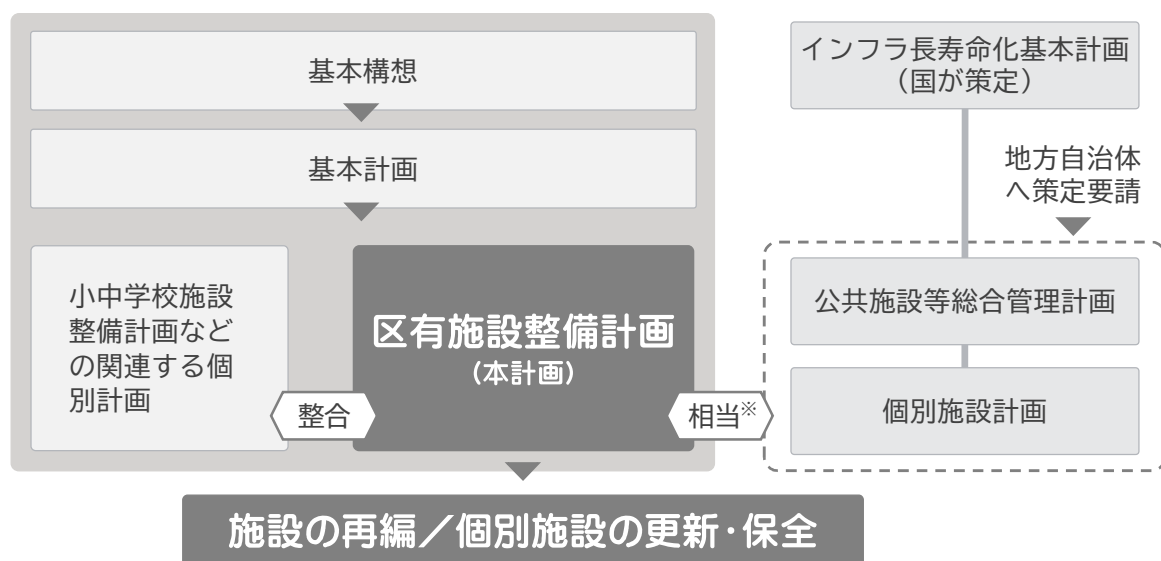 基本構想
基本計画
小中学校施設
整備計画など
の関連する個
別計画
整合
区有施設整備計画
(本計画)
相当※
インフラ長寿命化基本計画
（国が策定）
地方自治体
へ策定要請
公共施設等総合管理計画
個別施設計画
施設の再編／個別施設の更新・保全